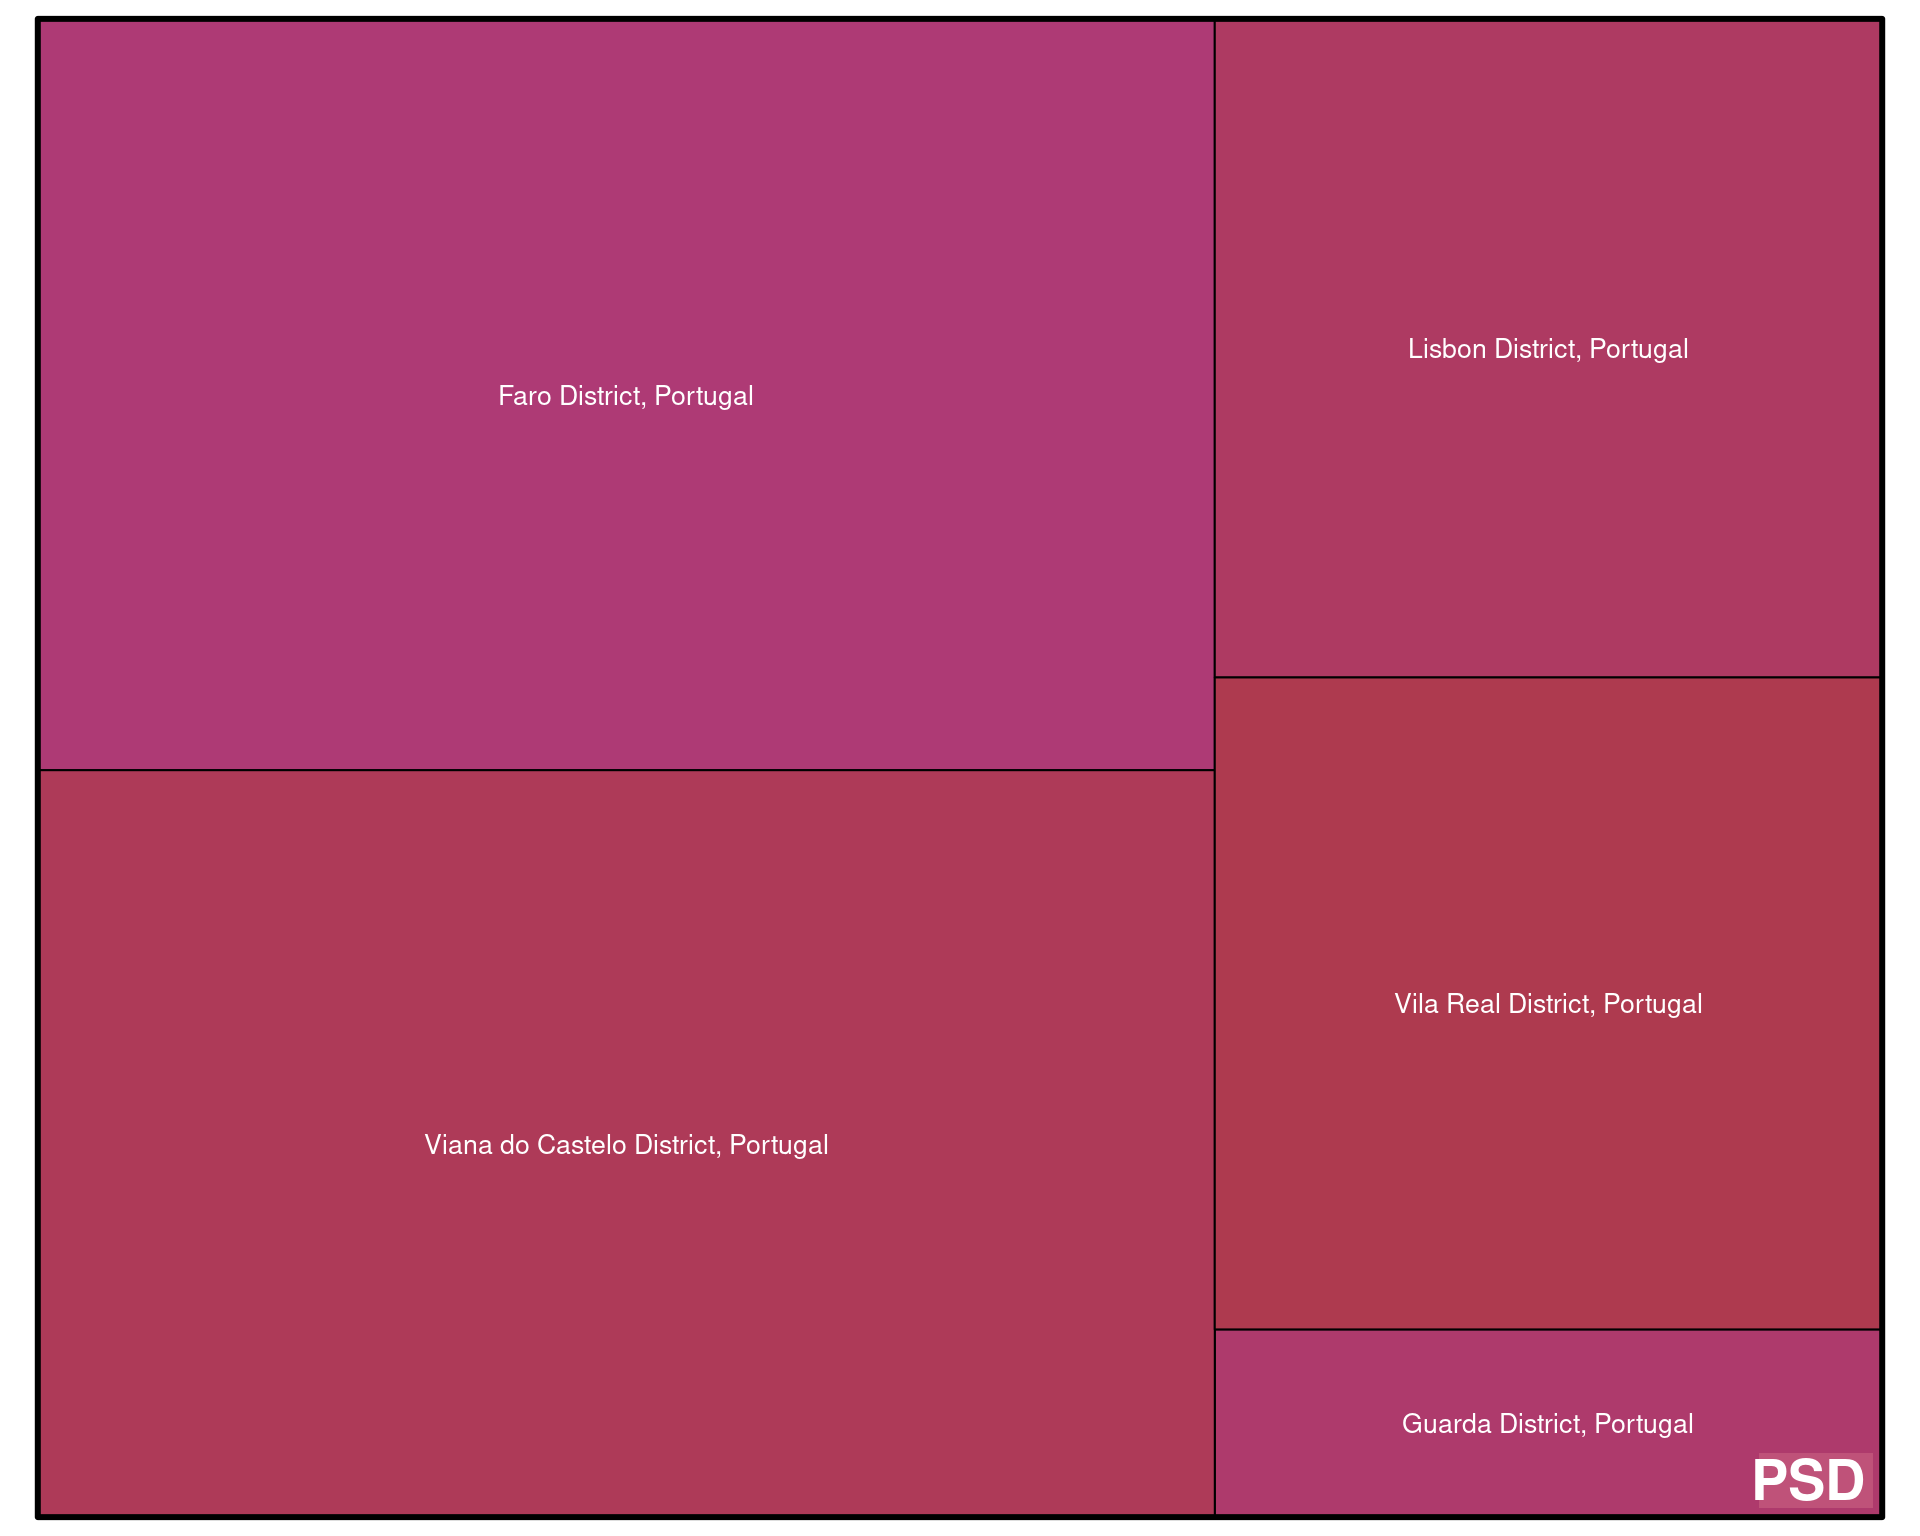 Faro District, Portugal
Lisbon District, Portugal
Viana do Castelo District, Portugal
Vila Real District, Portugal
Guarda District, Portugal
PSD